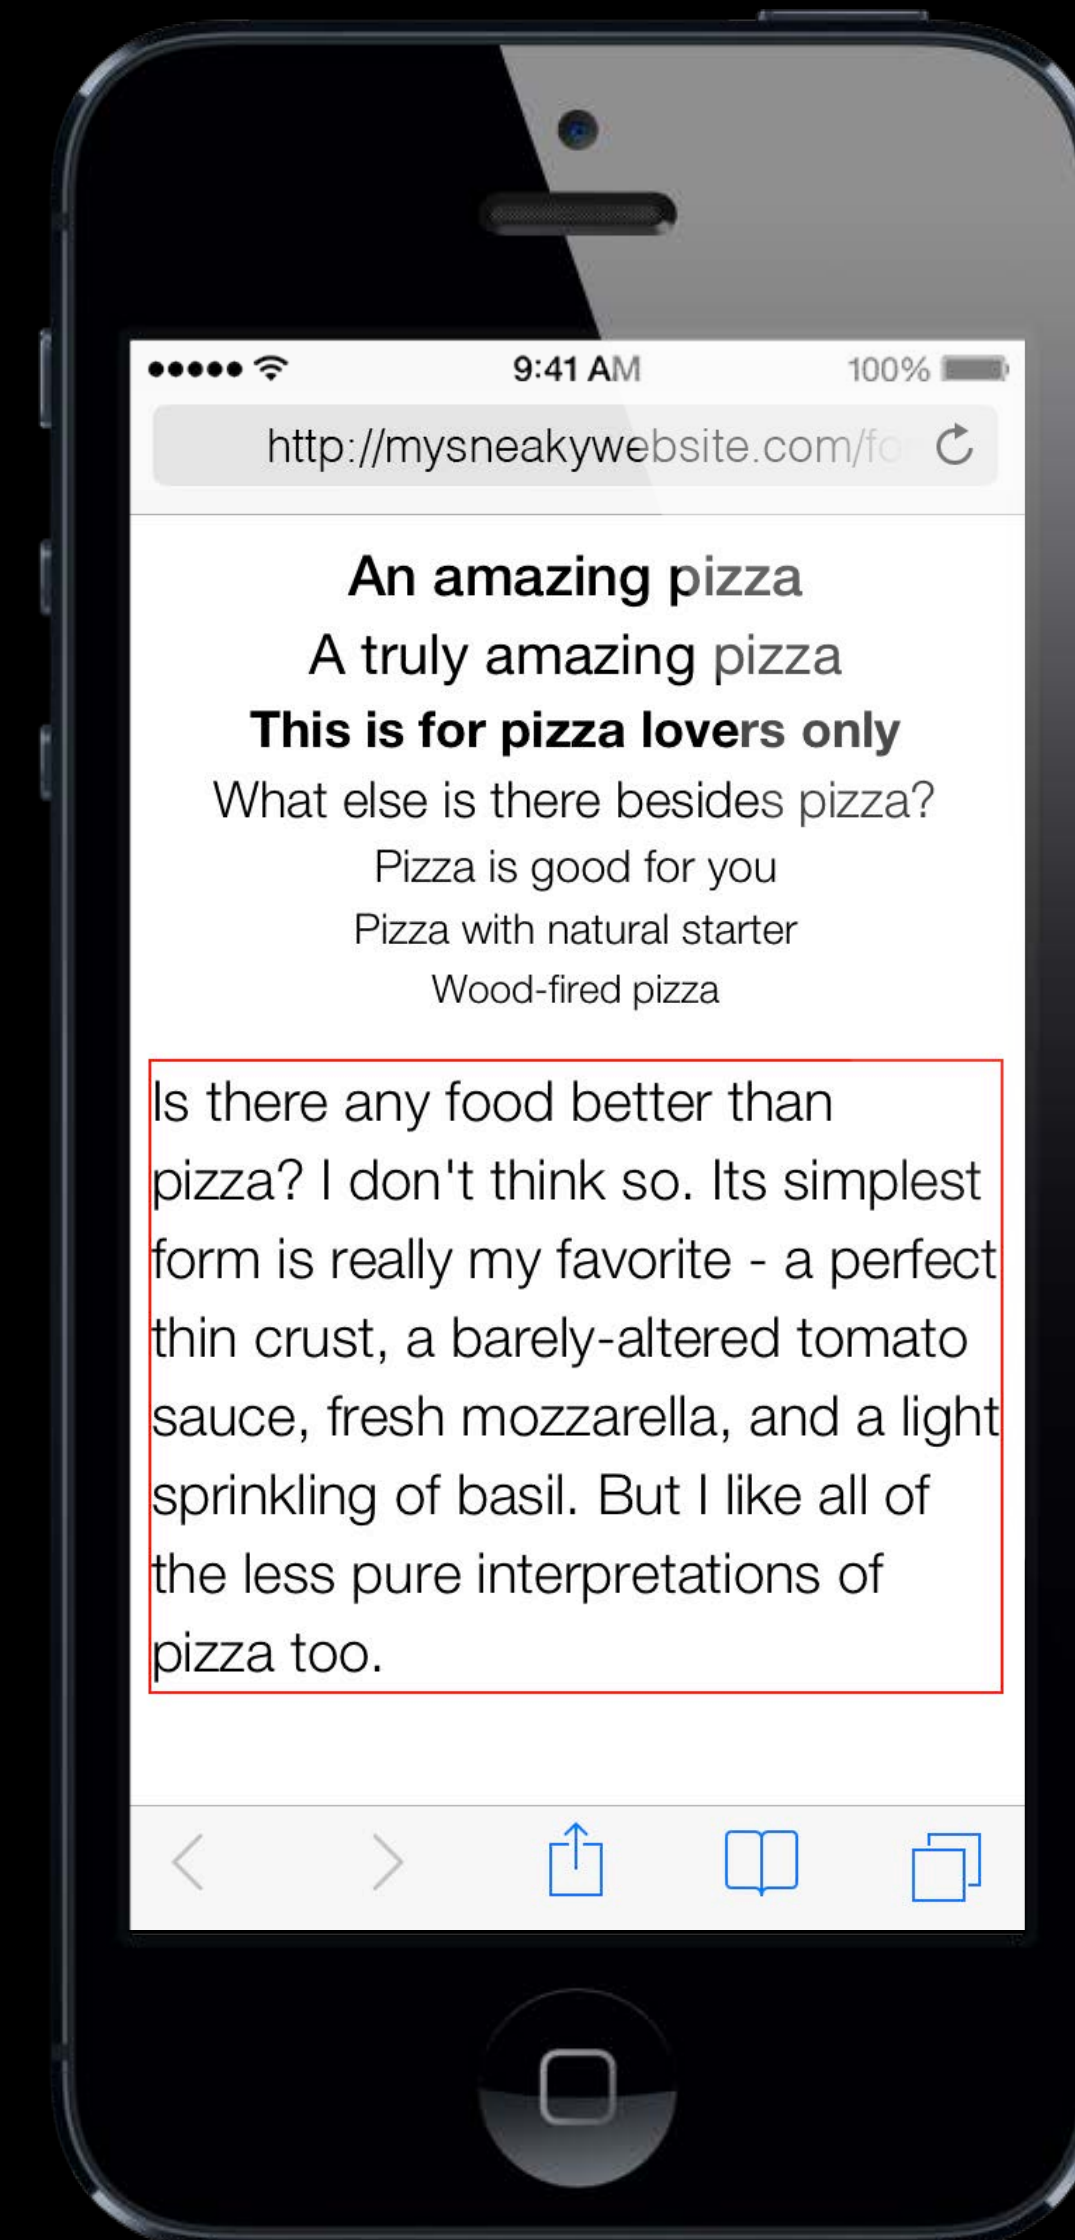 9:41 AM 100%
http://mysneakywebsite.com/fo
An amazing pizza
A truly amazing pizza
This is for pizza lovers only
What else is there besides pizza?
Pizza is good for you
Pizza with natural starter
Wood-fired pizza
Is there any food better than
pizza? I don't think so. Its simplest
form is really my favorite - a perfect
thin crust, a barely-altered tomato
sauce, fresh mozzarella, and a light
sprinkling of basil. But I like all of
the less pure interpretations of
pizza too.